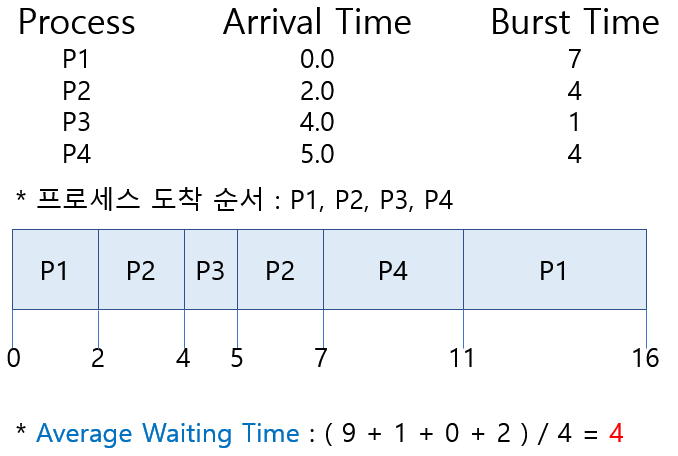 Process Arrival Time Burst Time
P1 0.0 7
P2 2.0 4
P3 4.0 1
P4 5.0 4
* 프로세스 도착 순서 : P1, P2, P3, P4
P1 P2 P3 P2 P4 P1
0 2 4 5 7 11 16
* Average Waiting Time : ( 9 + 1 + 0 + 2 ) / 4 = 4